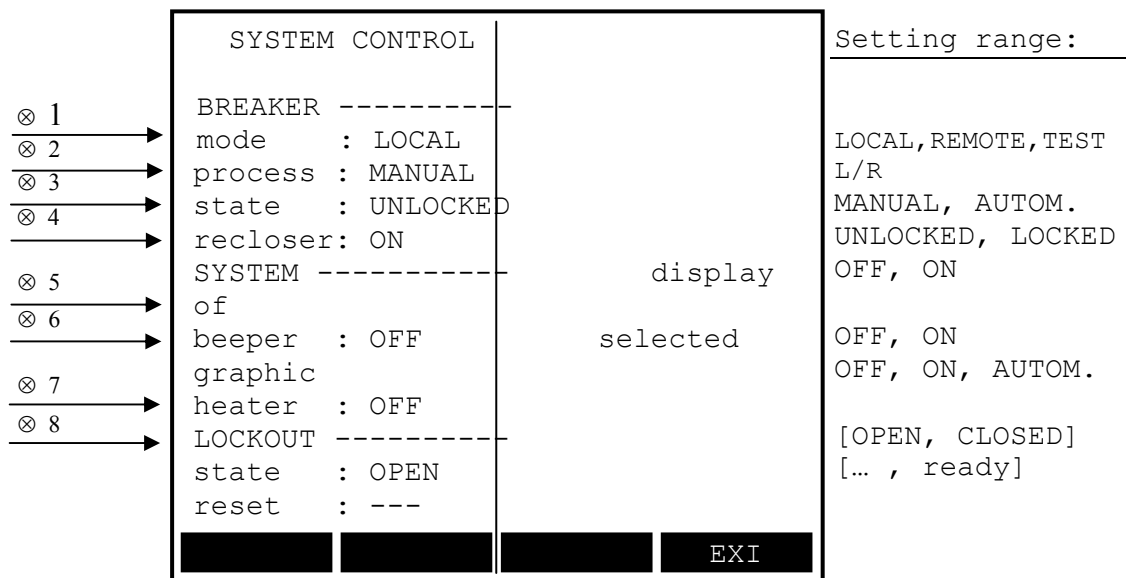 SYSTEM CONTROL
Setting range:
BREAKER ----------
⊗ 1
mode : LOCAL
LOCAL,REMOTE,TEST
⊗ 2
L/R
process : MANUAL
⊗ 3
MANUAL, AUTOM.
state : UNLOCKED
⊗ 4
UNLOCKED, LOCKED
recloser: ON
SYSTEM -----------
display
OFF, ON
⊗ 5
of
⊗ 6
beeper : OFF
selected
OFF, ON
graphic
OFF, ON, AUTOM.
⊗ 7
heater : OFF
⊗ 8
LOCKOUT ----------
[OPEN, CLOSED]
state : OPEN
[… , ready]
reset : ---
EXI